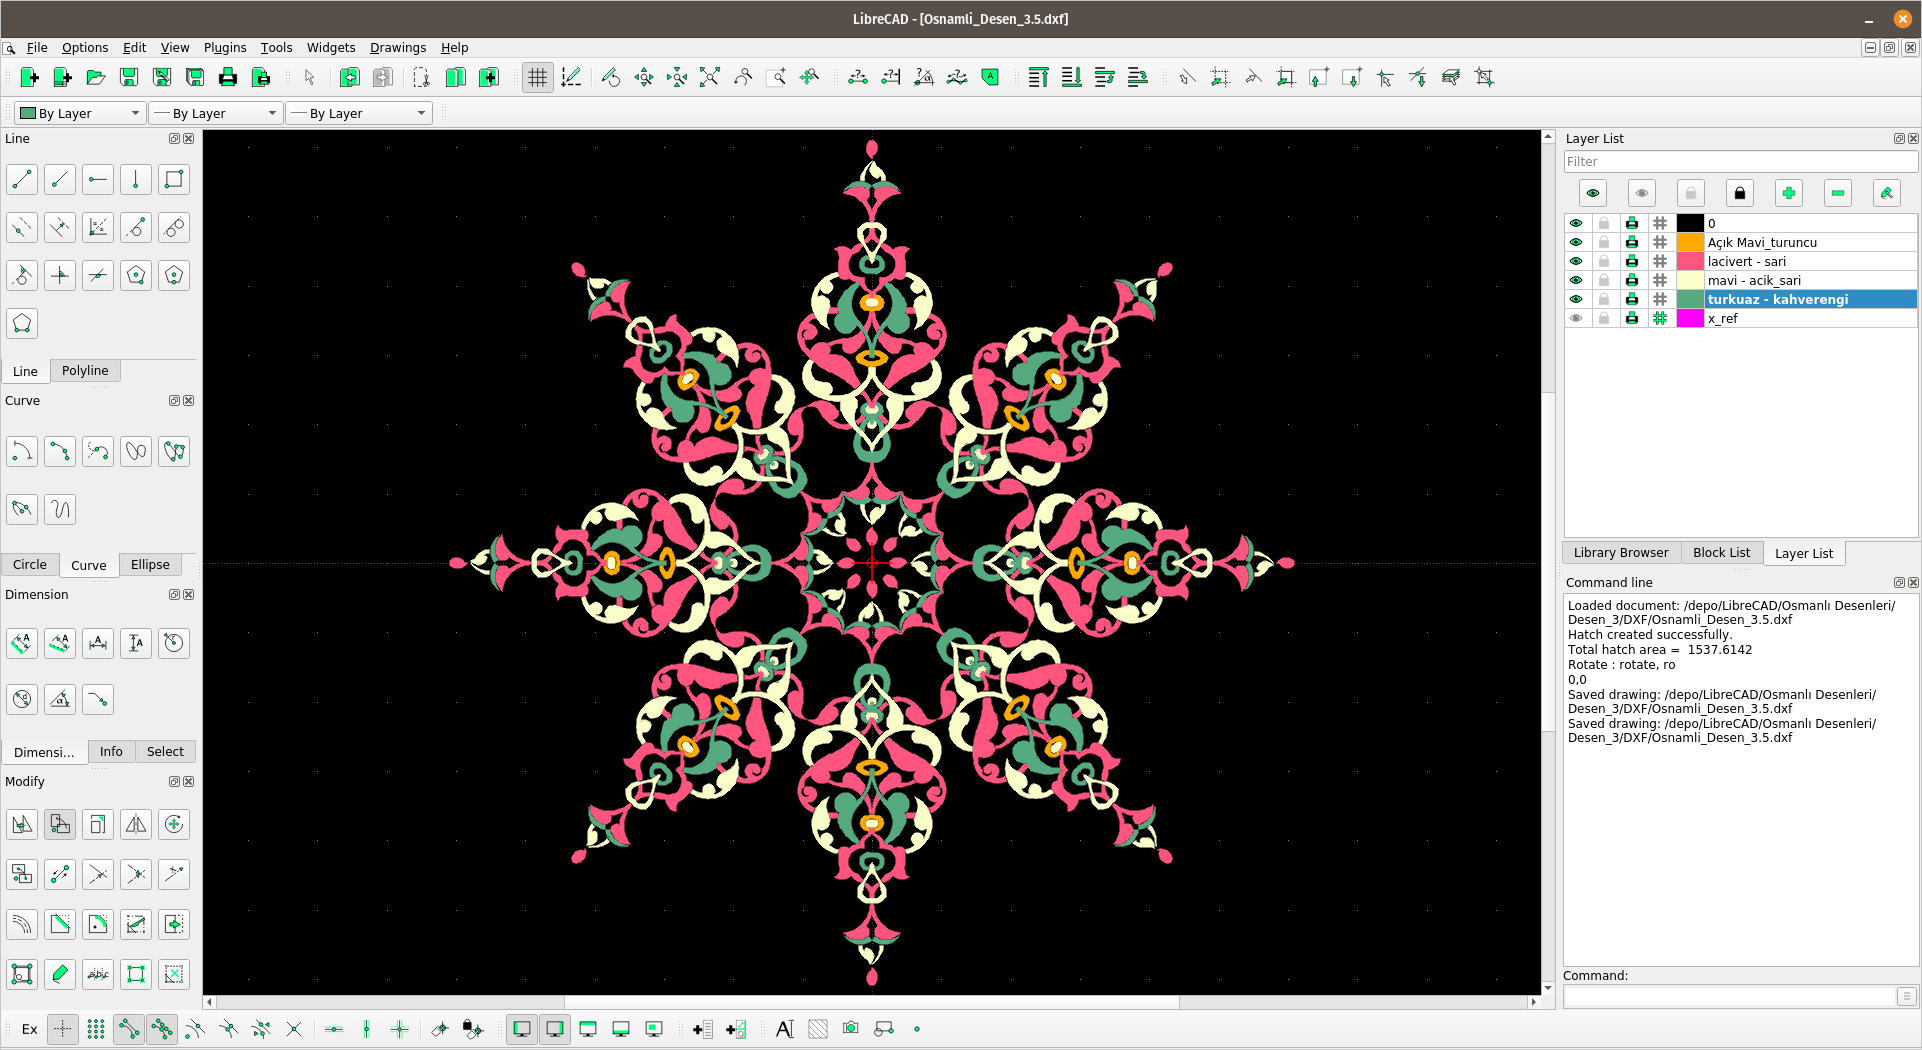 LibreCAD - [Osnamli_Desen_3.5.dxf]
File Options Edit View Plugins Tools Widgets Drawings Help
By Layer By Layer By Layer
Line
Line Polyline
Curve
Circle Curve Ellipse
Dimension
Dimensi... Info Select
Modify
Layer List
Filter
0
Açık Mavi_turuncu
lacivert - sari
mavi - acik_sari
turkuaz - kahverengi
x_ref
Library Browser Block List Layer List
Command line
Loaded document: /depo/LibreCAD/Osmanlı Desenleri/
Desen_3/DXF/Osnamli_Desen_3.5.dxf
Hatch created successfully.
Total hatch area = 1537.6142
Rotate : rotate, ro
0,0
Saved drawing: /depo/LibreCAD/Osmanlı Desenleri/
Desen_3/DXF/Osnamli_Desen_3.5.dxf
Saved drawing: /depo/LibreCAD/Osmanlı Desenleri/
Desen_3/DXF/Osnamli_Desen_3.5.dxf
Command:
Ex